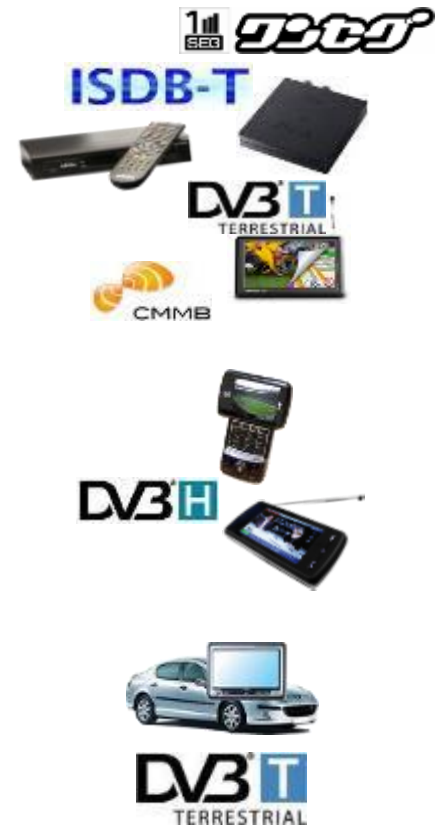 1
SEG ワンセグ
ISDB-T
DVB T
TERRESTRIAL
CMMB
DVB H
DVB T
TERRESTRIAL